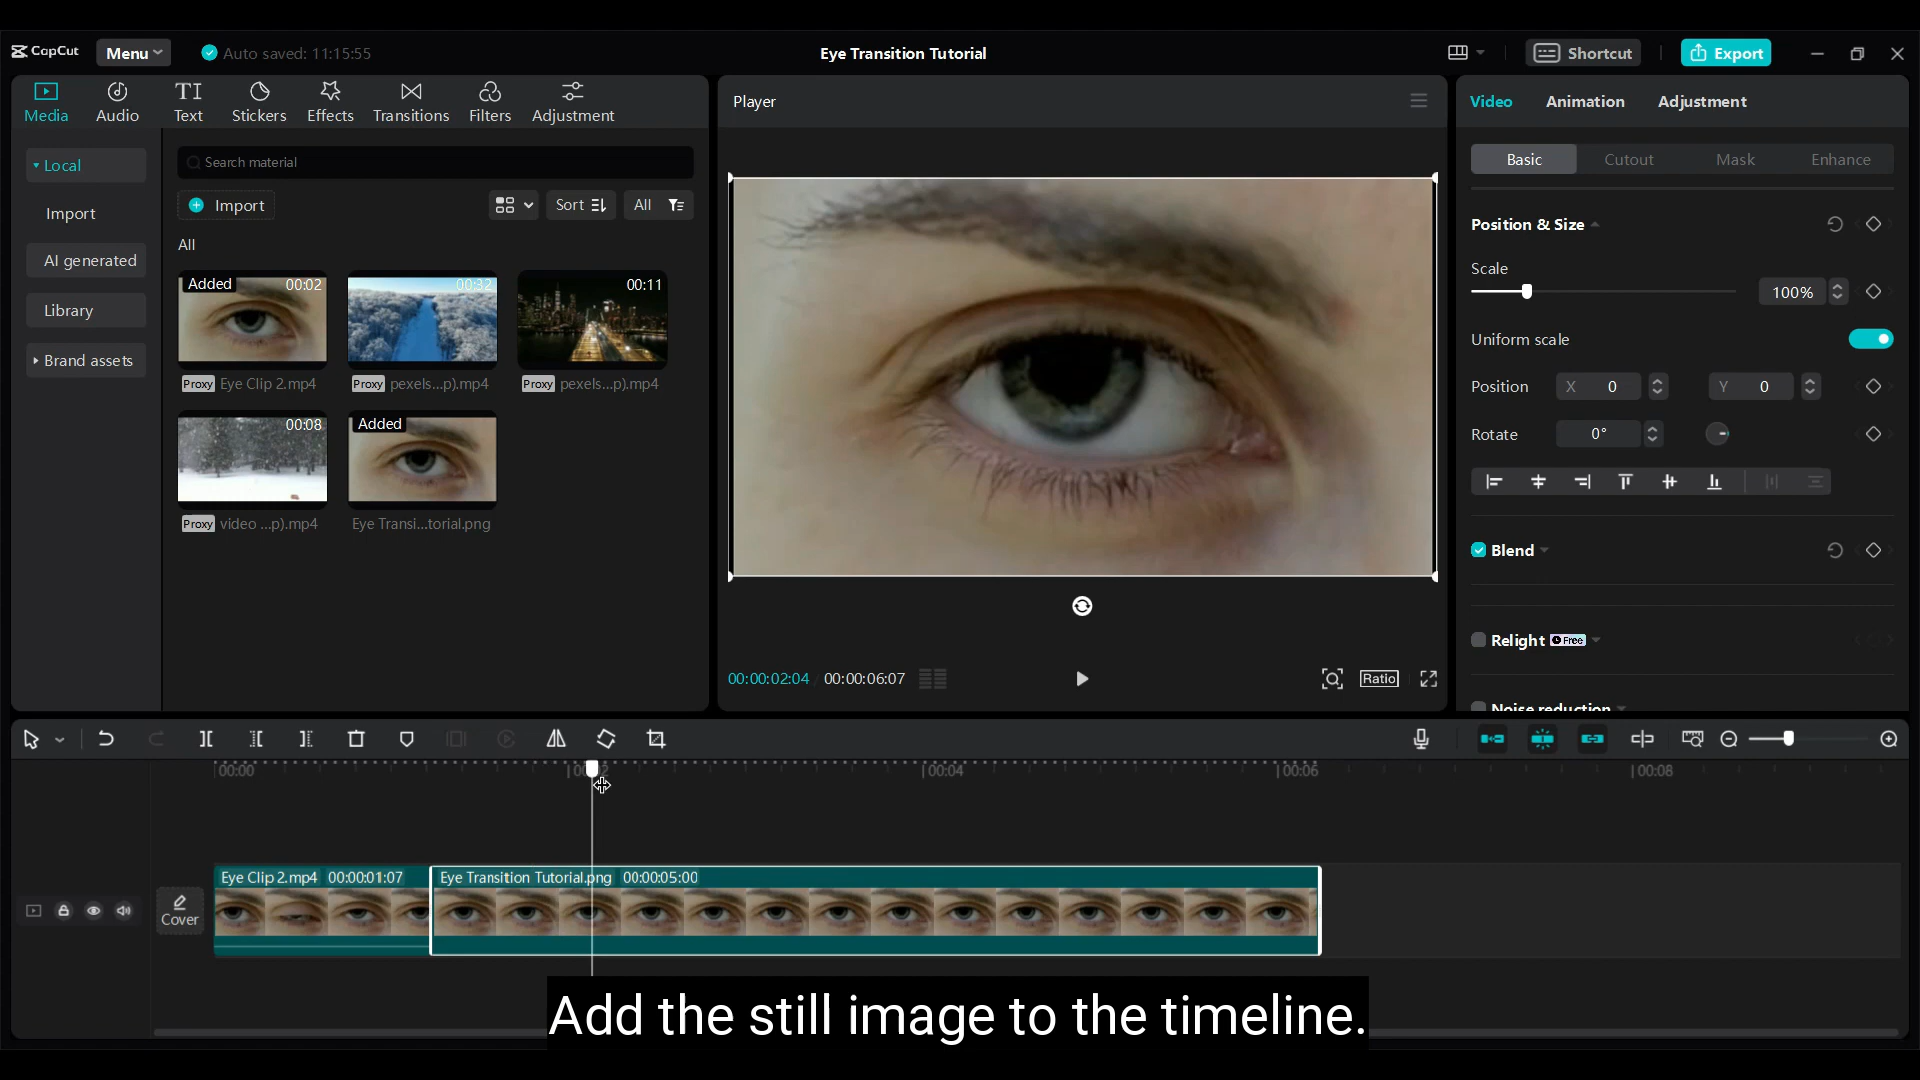 CapCut
Menu
Auto saved: 11:15:55
Eye Transition Tutorial
Shortcut
Export
Media
Audio
TI
Text
Stickers
Effects
Transitions
Filters
Adjustment
Local
Import
AI generated
Library
Brand assets
Search material
Import
Sort
All
All
Added 00:02
00:32
00:11
Proxy Eye Clip 2.mp4
Proxy pexels...p).mp4
Proxy pexels...p).mp4
00:08
Added
Proxy video ...p).mp4
Eye Transi...torial.png
Player
00:00:02:04 00:00:06:07
Ratio
Video
Animation
Adjustment
Basic
Cutout
Mask
Enhance
Position & Size
Scale
100%
Uniform scale
Position X 0 Y 0
Rotate 0°
Blend
Relight Free
Noise reduction
00:00
00:04
00:06
00:08
Cover
Eye Clip 2.mp4 00:00:01:07
Eye Transition Tutorial.png 00:00:05:00
Add the still image to the timeline.